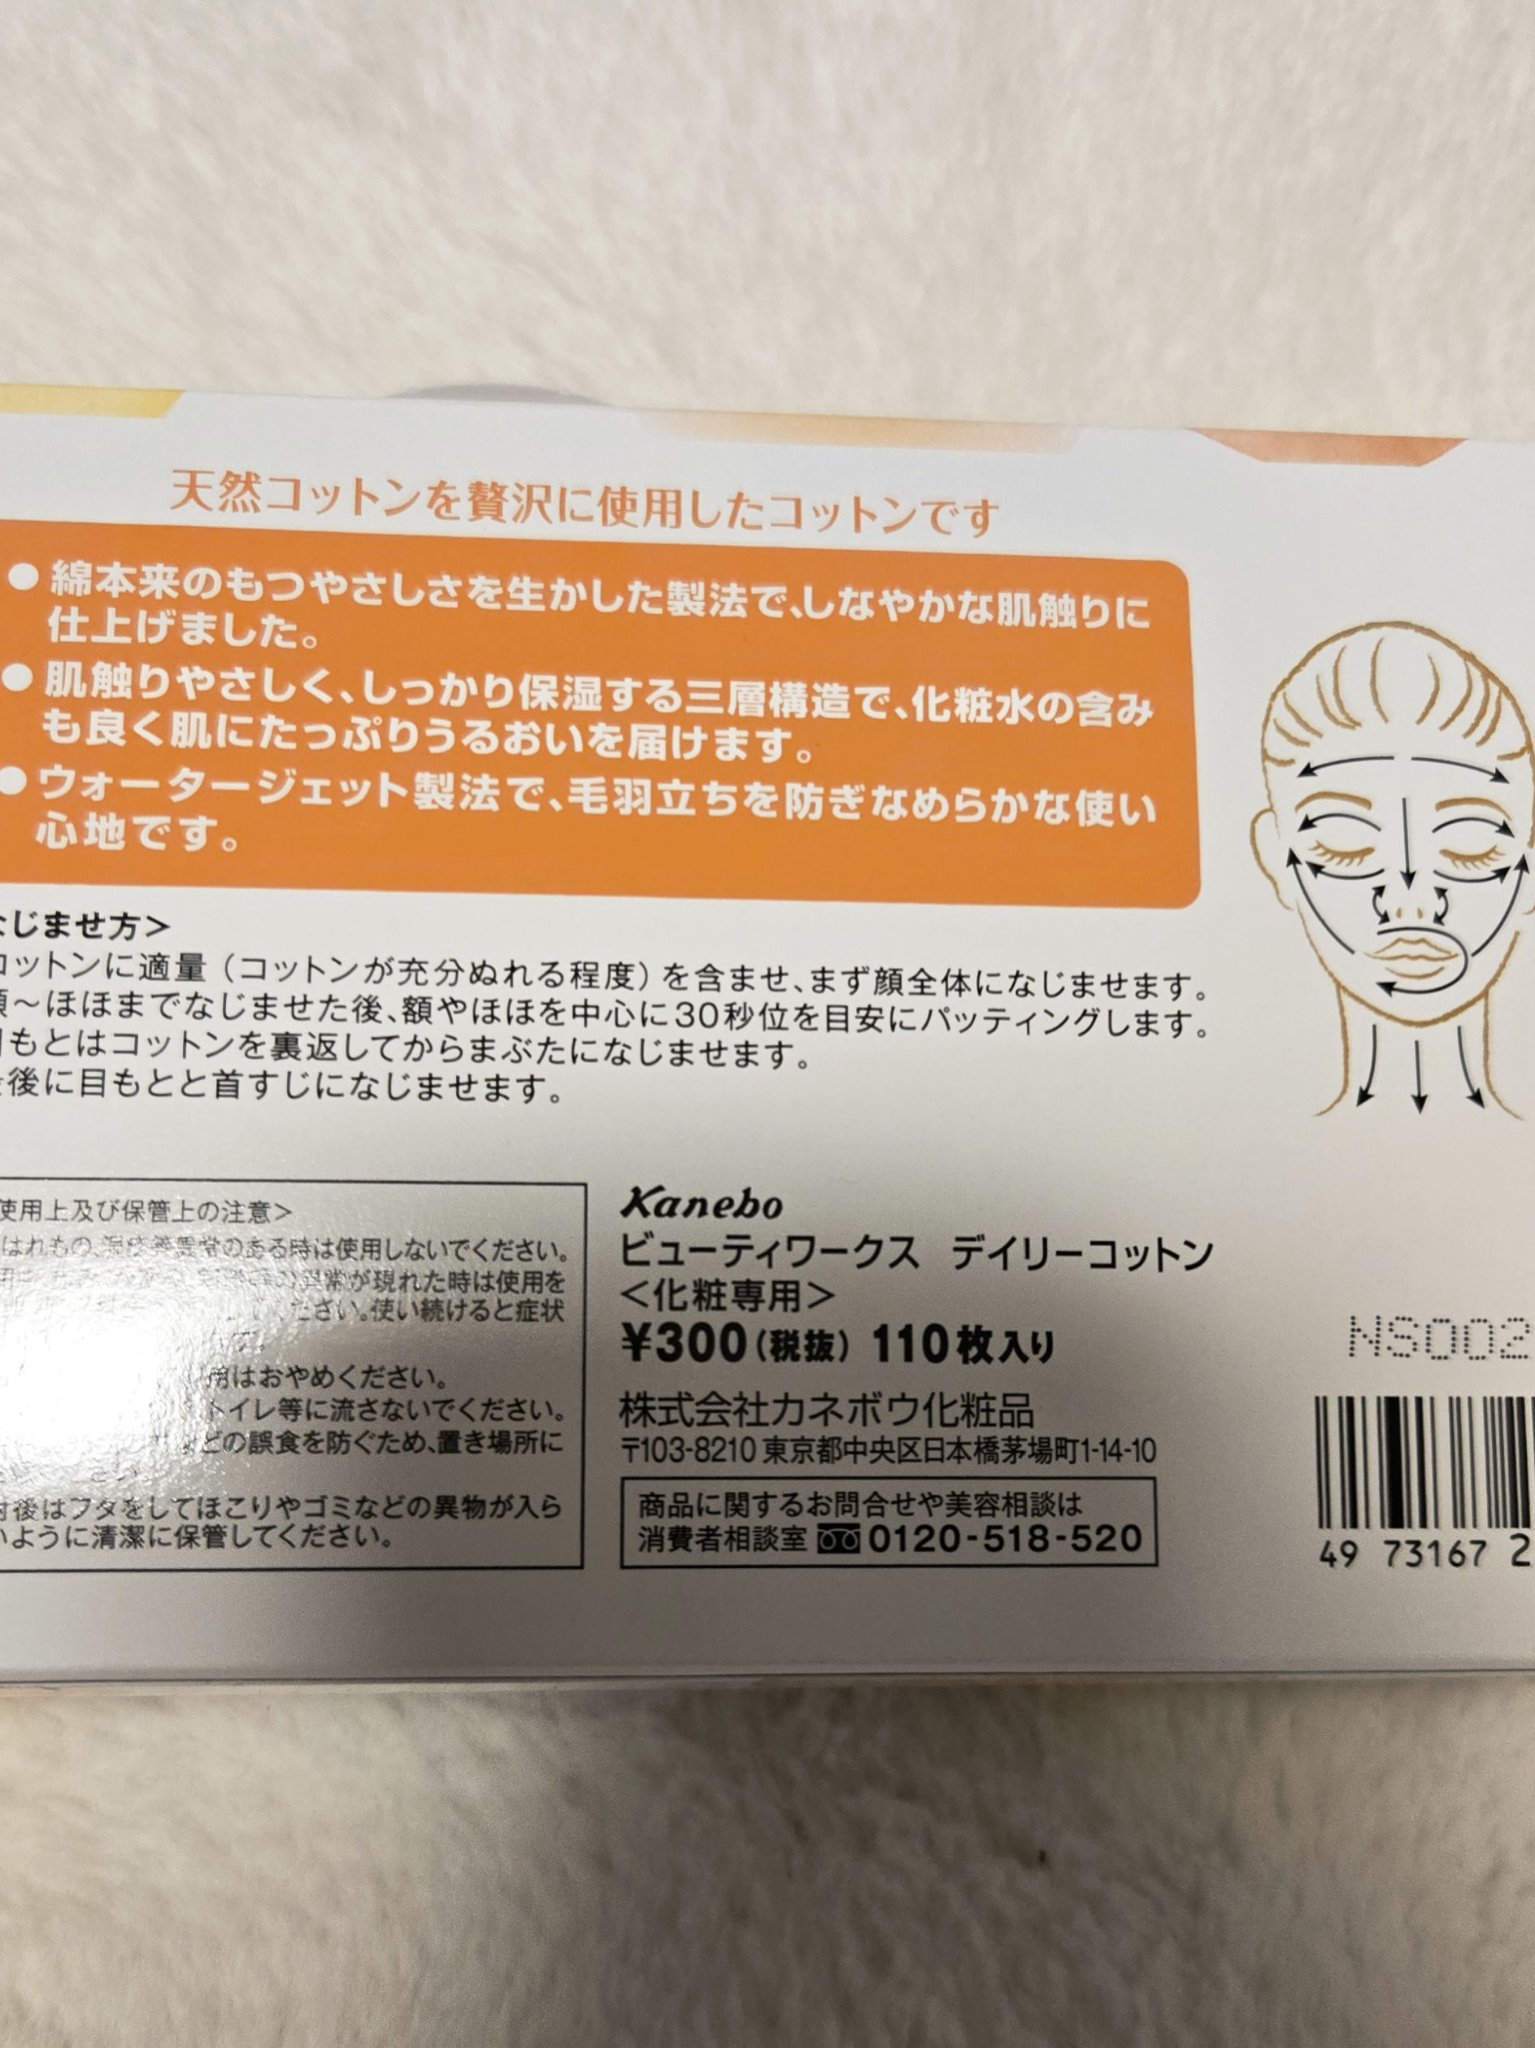 天然コットンを贅沢に使用したコットンです
●綿本来のもつやさしさを生かした製法で、しなやかな肌触りに
仕上げました。
●肌触りやさしく、しっかり保湿する三層構造で、化粧水の含み
も良く肌にたっぷりうるおいを届けます。
●ウォータージェット製法で、毛羽立ちを防ぎなめらかな使い
心地です。
なじませ方＞
コットンに適量（コットンが充分ぬれる程度）を含ませ、まず顔全体になじませます。
～ほほまでなじませた後、額やほほを中心に30秒位を目安にパッティングします。
もとはコットンを裏返してからまぶたになじませます。
後に目もとと首すじになじませます。
使用上及び保管上の注意＞
はれもの、のある時は使用しないでください。
異常が現れた時は使用を
ください。使い続けると症状
用はおやめください。
トイレ等に流さないでください。
どの誤食を防ぐため、置き場所に
後はフタをしてほこりやゴミなどの異物が入ら
いように清潔に保管してください。
Kanebo
ビューティワークス デイリーコットン
＜化粧専用＞
¥300（税抜） 110枚入り
株式会社カネボウ化粧品
〒103-8210 東京都中央区日本橋茅場町1-14-10
商品に関するお問合せや美容相談は
消費者相談室 0120-518-520
NS002
49 73167 2